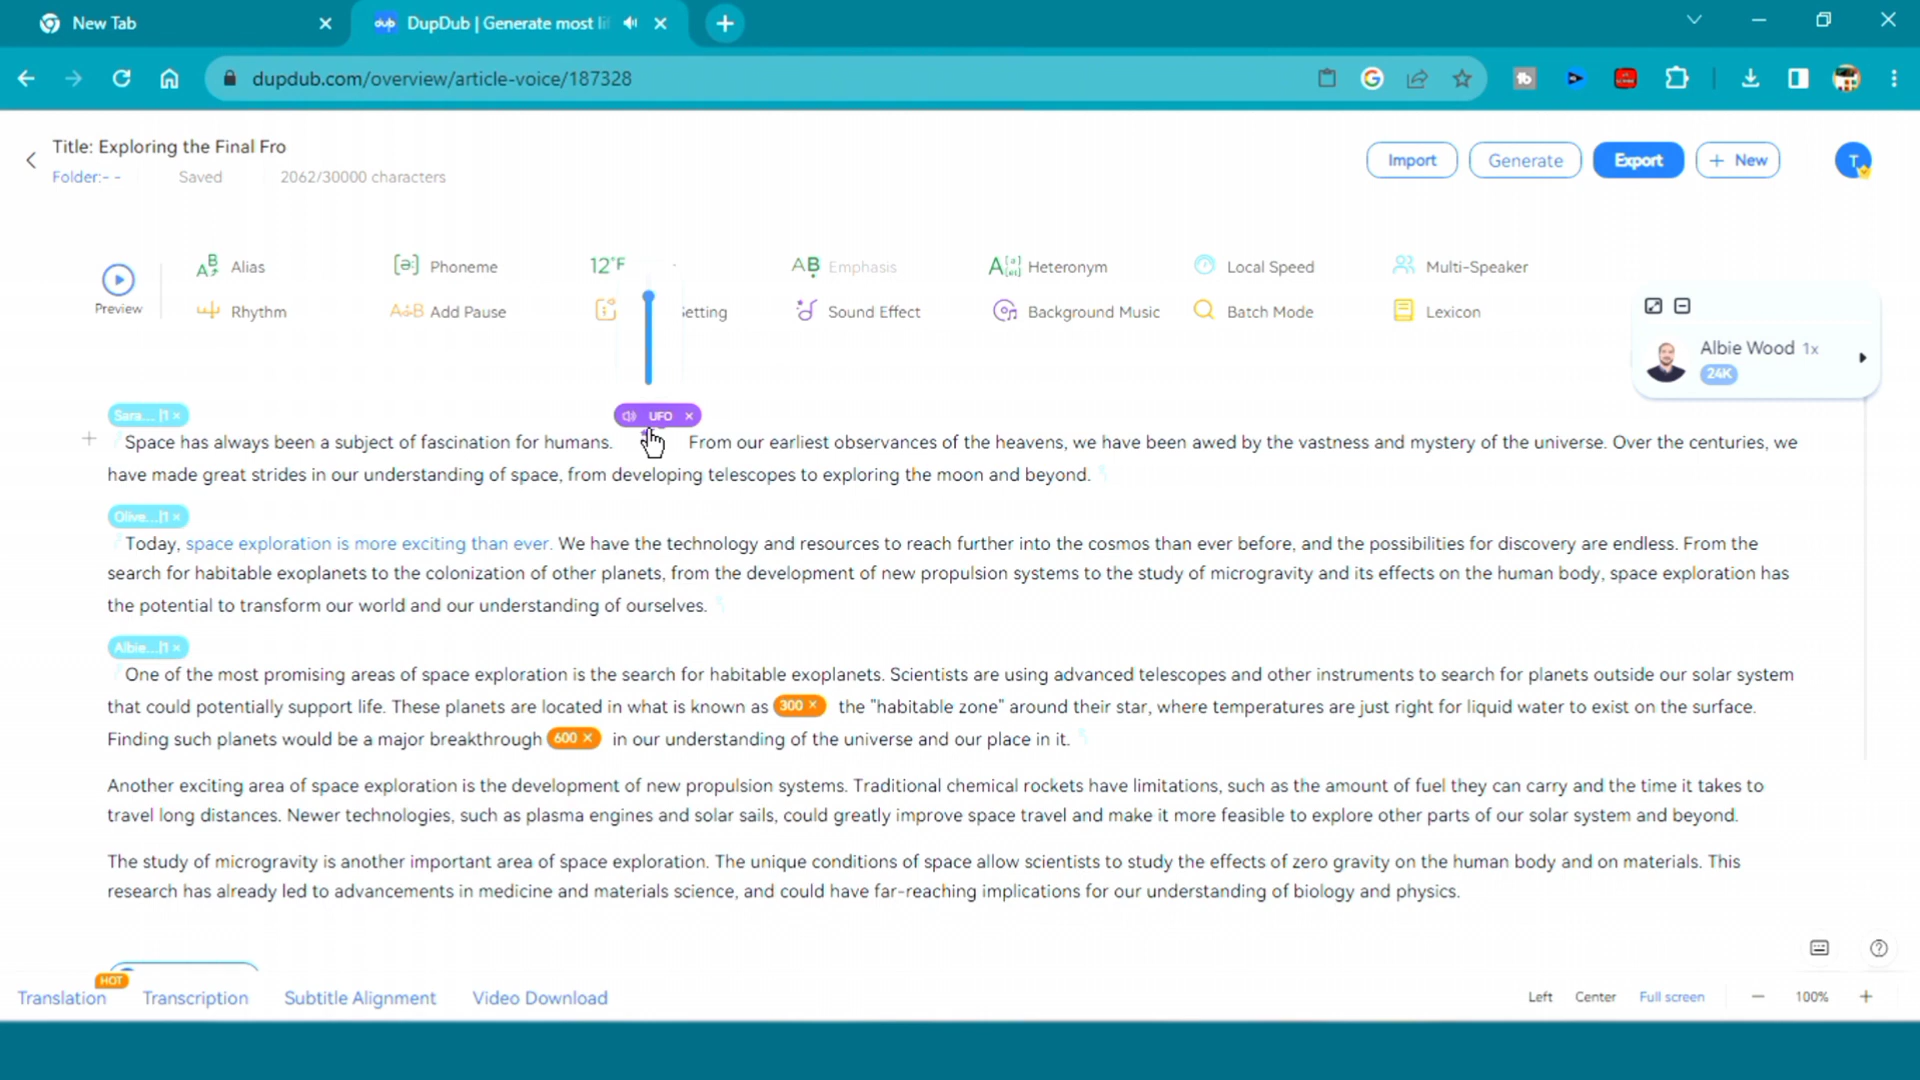 New Tab
DupDub | Generate most li
dupdub.com/overview/article-voice/187328
Title: Exploring the Final Fro
Folder:- -
Saved
2062/30000 characters
Import
Generate
Export
+ New
T
Preview
Alias
Phoneme
12°F
Emphasis
Heteronym
Local Speed
Multi-Speaker
Rhythm
Add Pause
Setting
Sound Effect
Background Music
Batch Mode
Lexicon
Albie Wood 1x
24K
Sara... |1 ×
UFO ×
Space has always been a subject of fascination for humans. From our earliest observances of the heavens, we have been awed by the vastness and mystery of the universe. Over the centuries, we
have made great strides in our understanding of space, from developing telescopes to exploring the moon and beyond.
Olive...|1 ×
Today, space exploration is more exciting than ever. We have the technology and resources to reach further into the cosmos than ever before, and the possibilities for discovery are endless. From the
search for habitable exoplanets to the colonization of other planets, from the development of new propulsion systems to the study of microgravity and its effects on the human body, space exploration has
the potential to transform our world and our understanding of ourselves.
Albie...|1 ×
One of the most promising areas of space exploration is the search for habitable exoplanets. Scientists are using advanced telescopes and other instruments to search for planets outside our solar system
that could potentially support life. These planets are located in what is known as 300 × the "habitable zone" around their star, where temperatures are just right for liquid water to exist on the surface.
Finding such planets would be a major breakthrough 600 × in our understanding of the universe and our place in it.
Another exciting area of space exploration is the development of new propulsion systems. Traditional chemical rockets have limitations, such as the amount of fuel they can carry and the time it takes to
travel long distances. Newer technologies, such as plasma engines and solar sails, could greatly improve space travel and make it more feasible to explore other parts of our solar system and beyond.
The study of microgravity is another important area of space exploration. The unique conditions of space allow scientists to study the effects of zero gravity on the human body and on materials. This
research has already led to advancements in medicine and materials science, and could have far-reaching implications for our understanding of biology and physics.
HOT
Translation
Transcription
Subtitle Alignment
Video Download
Left
Center
Full screen
100%